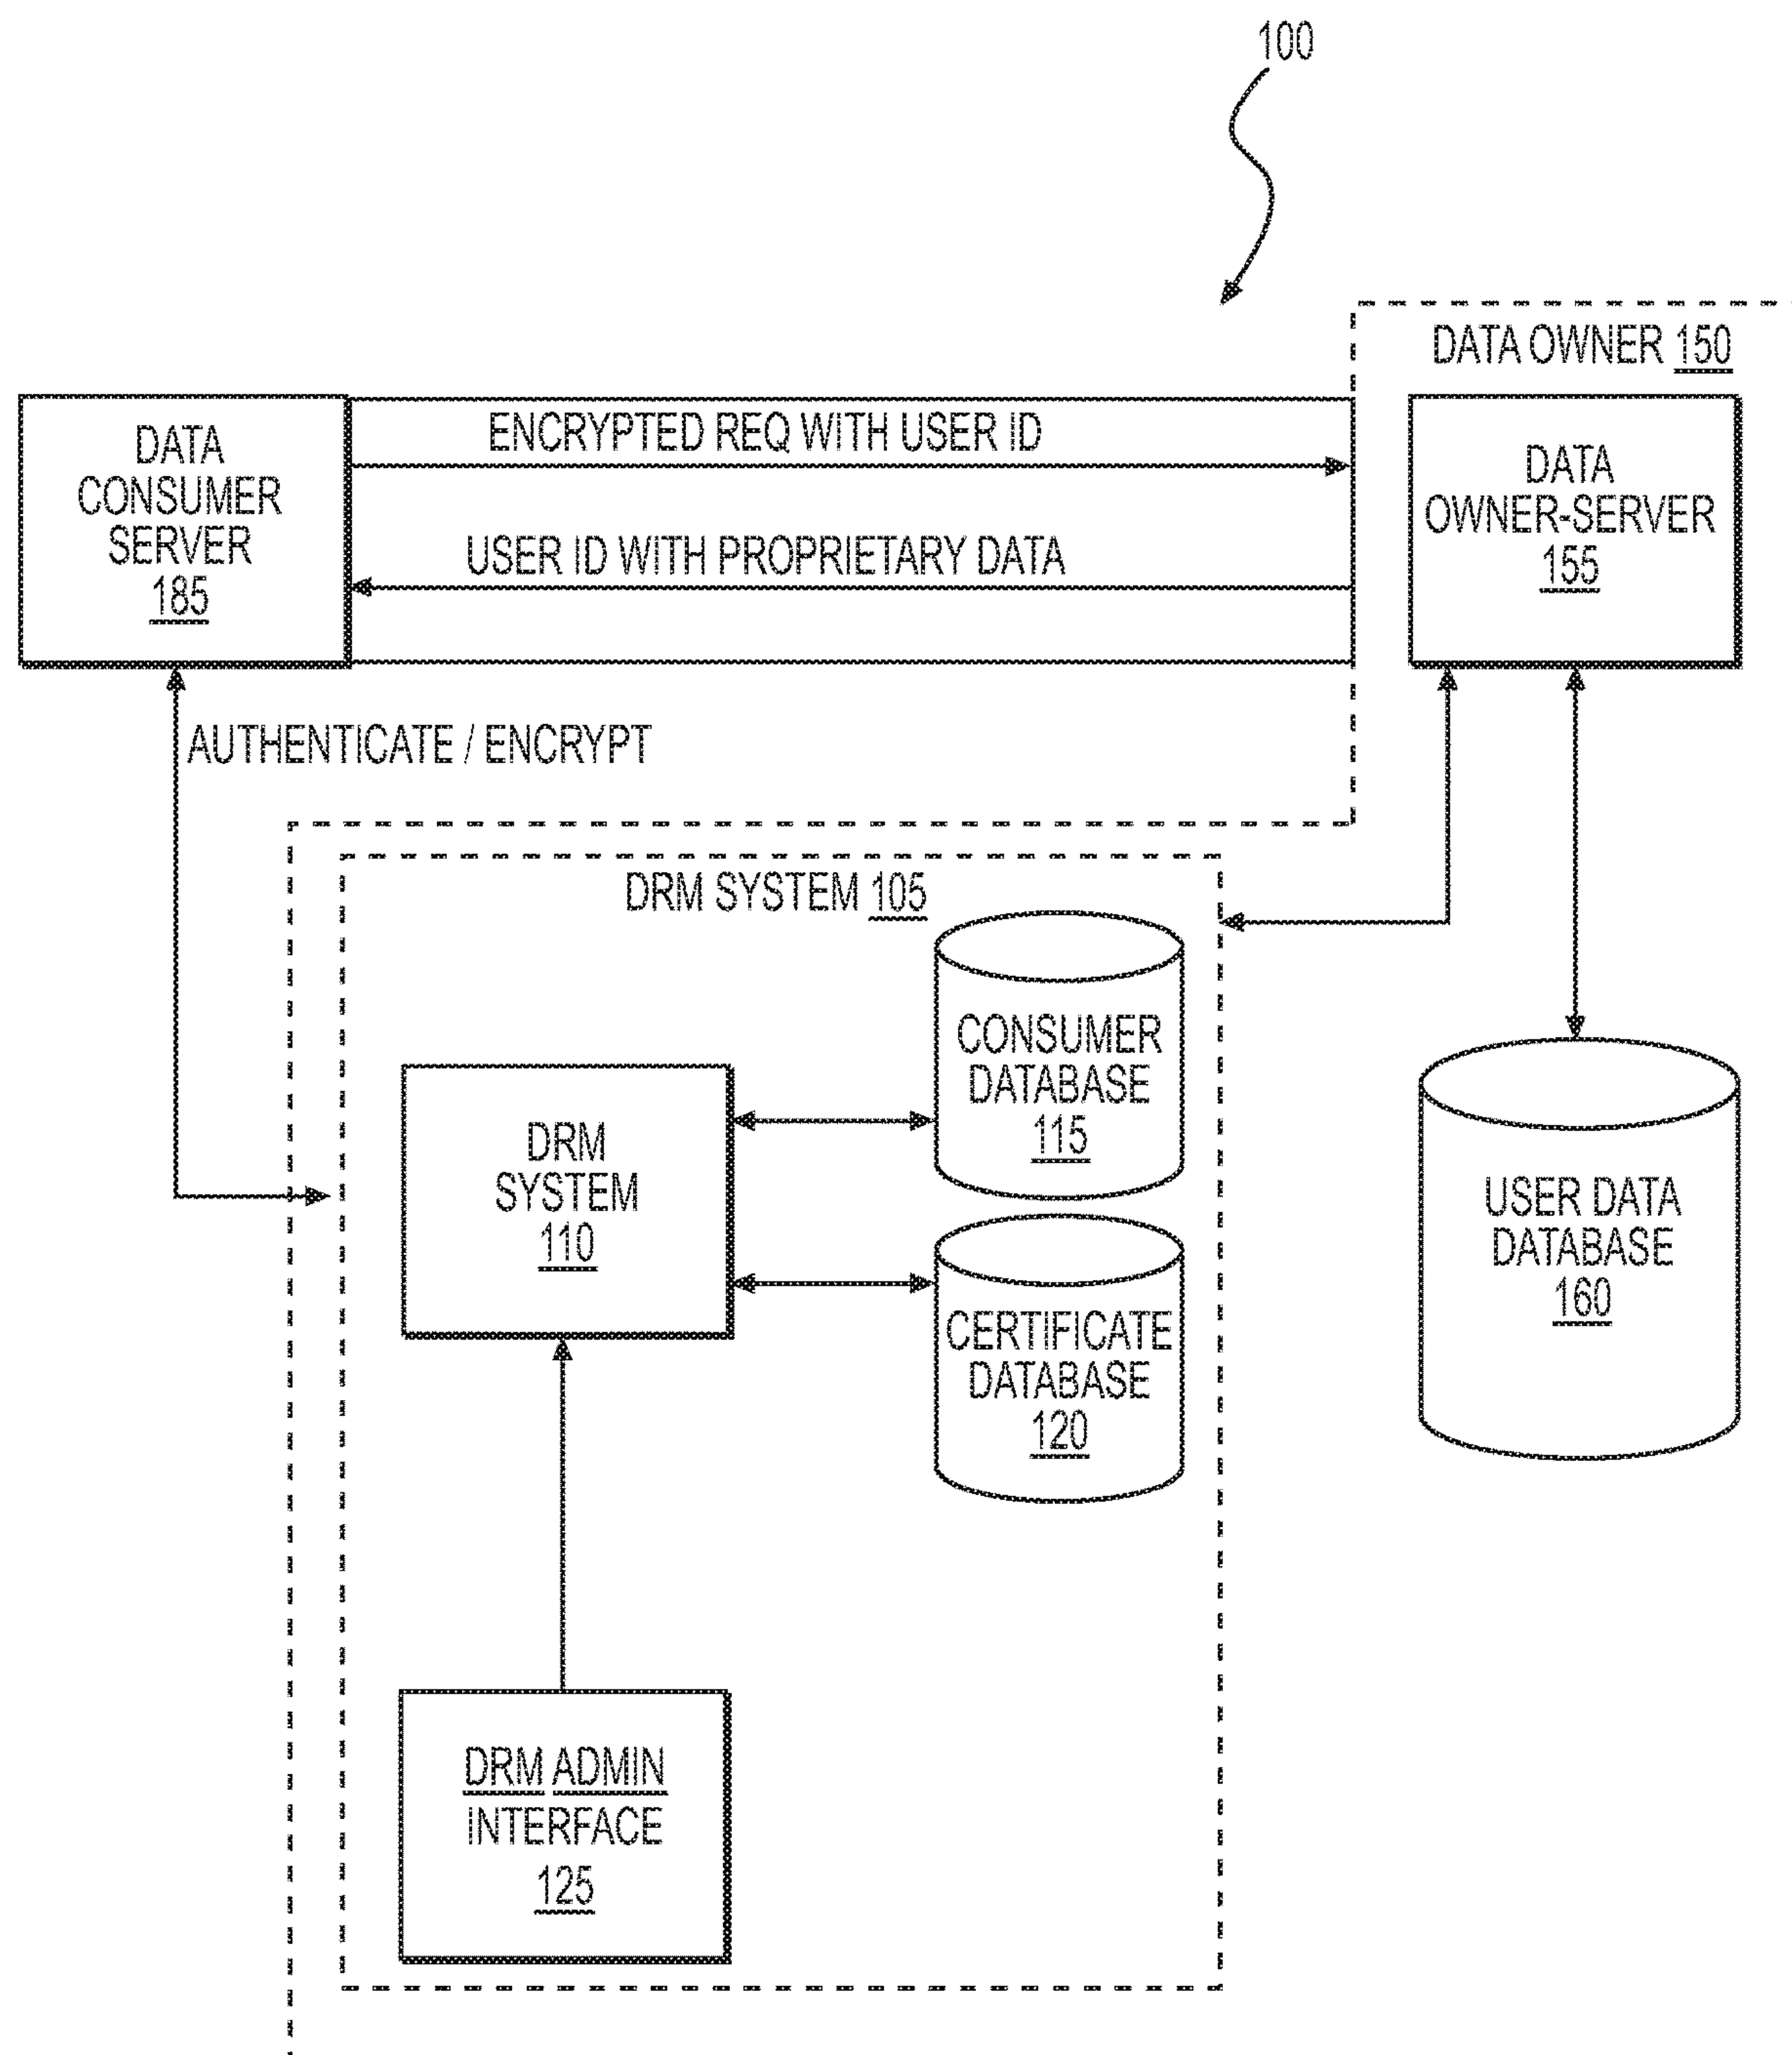 100
DATA OWNER 150
DATA
CONSUMER
SERVER
185
ENCRYPTED REQ WITH USER ID
USER ID WITH PROPRIETARY DATA
DATA
OWNER-SERVER
155
AUTHENTICATE / ENCRYPT
DRM SYSTEM 105
CONSUMER
DATABASE
115
DRM
SYSTEM
110
USER DATA
DATABASE
160
CERTIFICATE
DATABASE
120
DRM ADMIN
INTERFACE
125